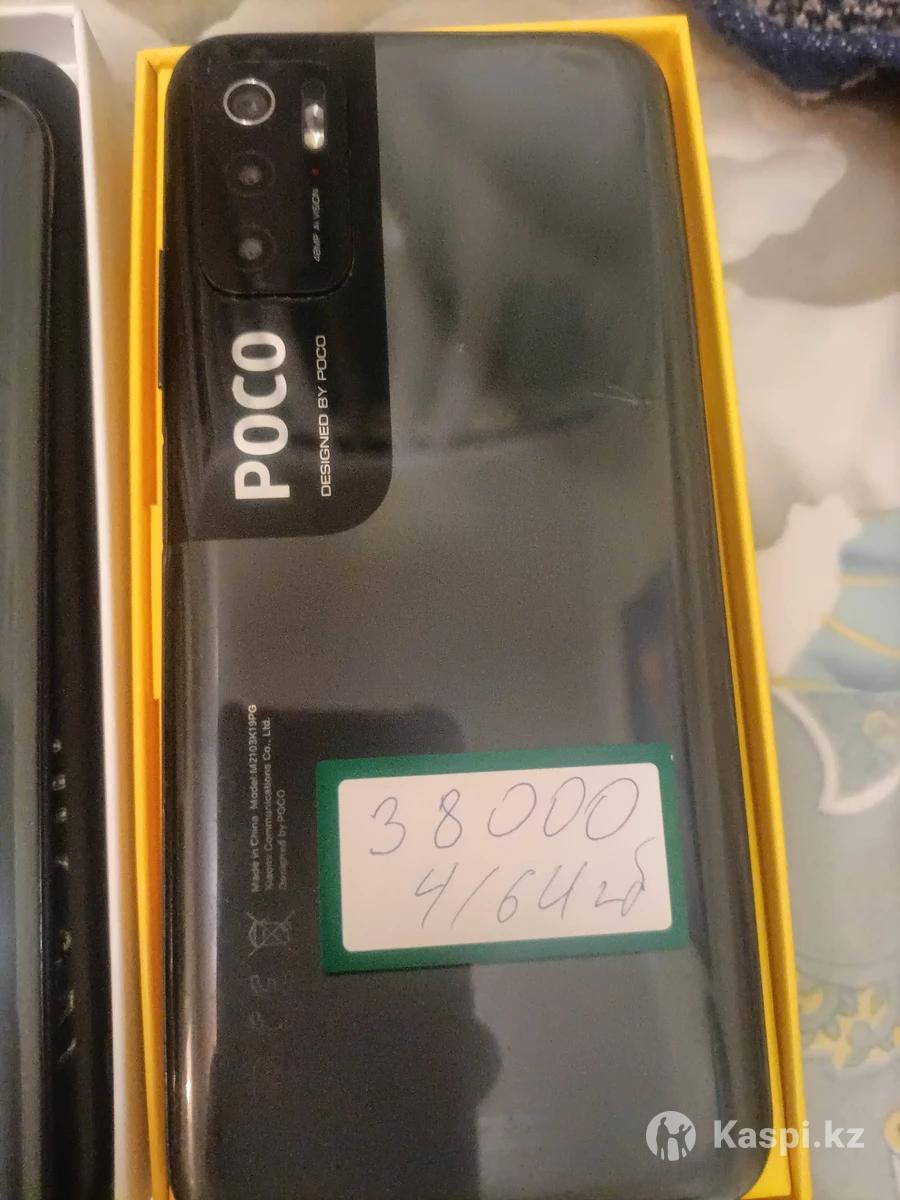 48MP AI VISION
POCO
DESIGNED BY POCO
Made in China Model:M2103K19PG
Xiaomi Communications Co., Ltd.
Designed by POCO
CE
38000
4/64гб
Kaspi.kz